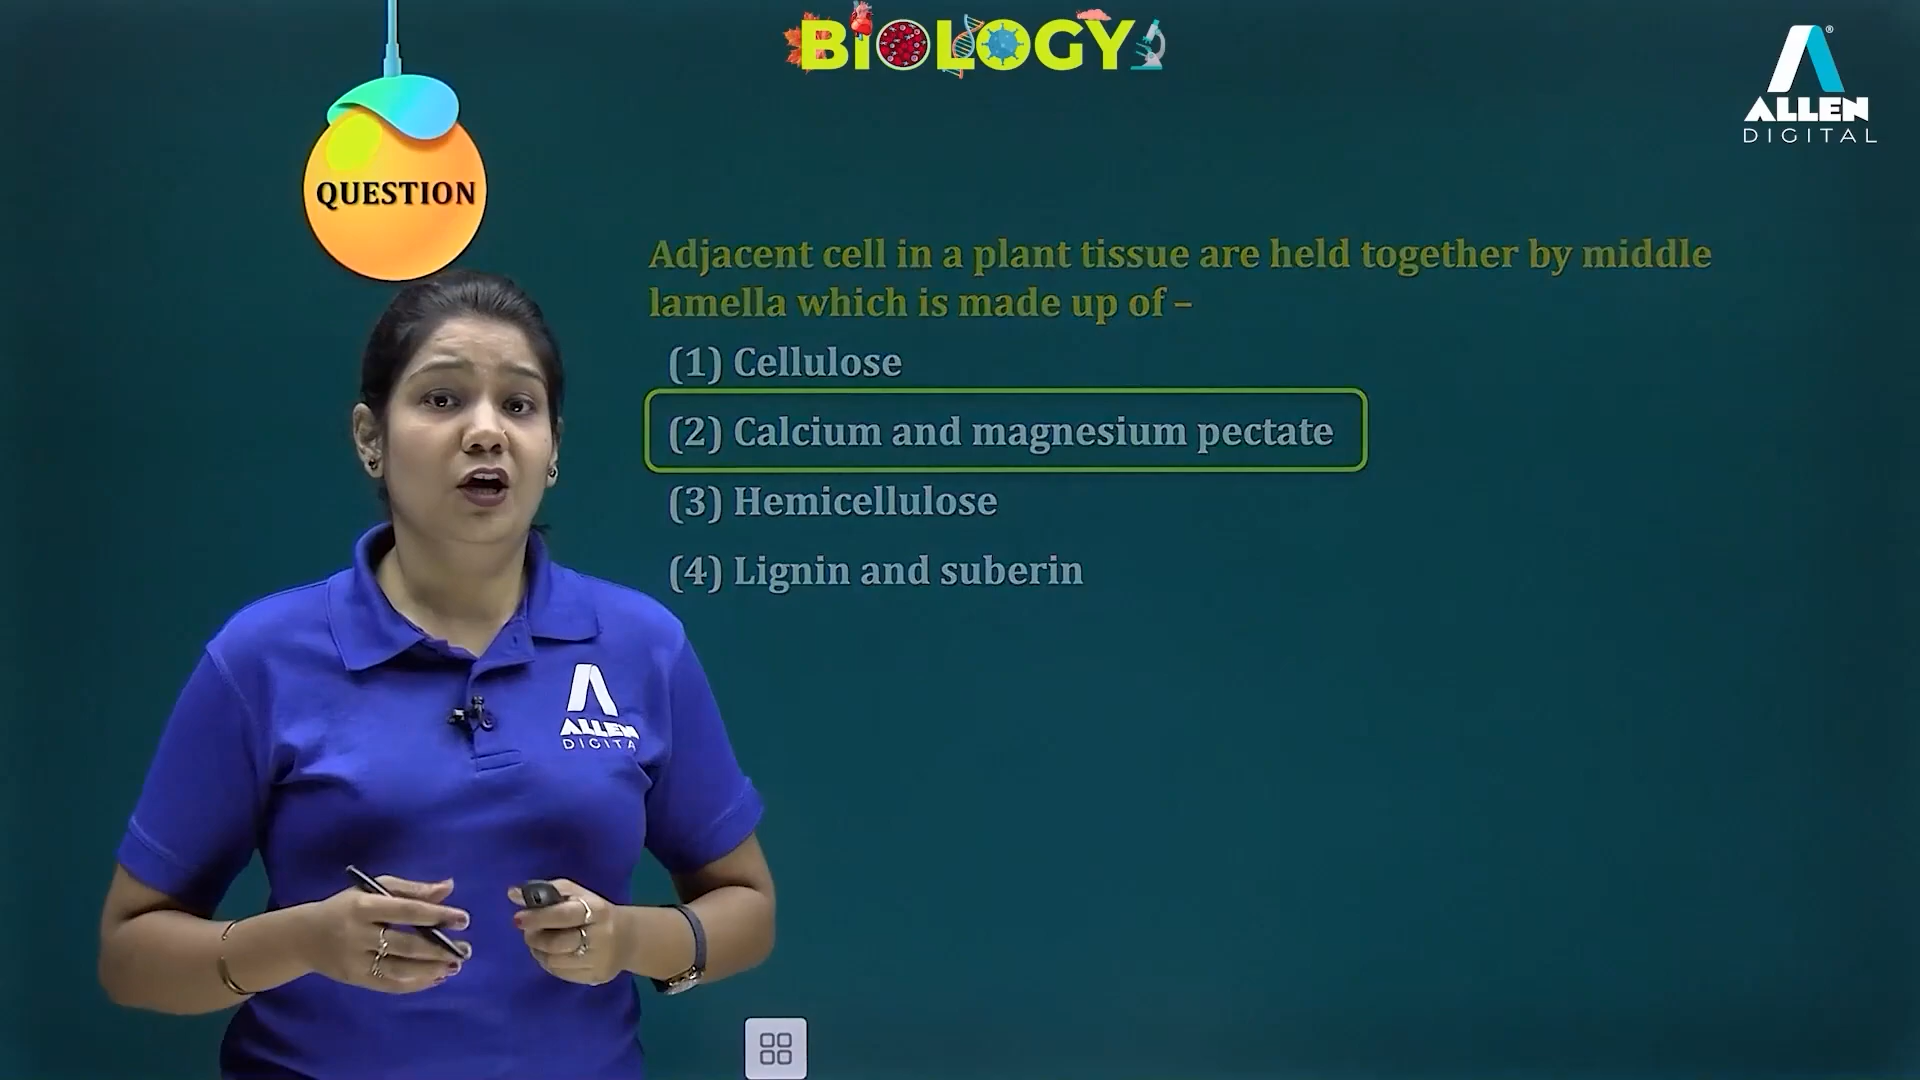 BIOLOGY
ALLEN
DIGITAL
QUESTION
Adjacent cell in a plant tissue are held together by middle
lamella which is made up of –
(1) Cellulose
(2) Calcium and magnesium pectate
(3) Hemicellulose
(4) Lignin and suberin
ALLEN
DIGITA